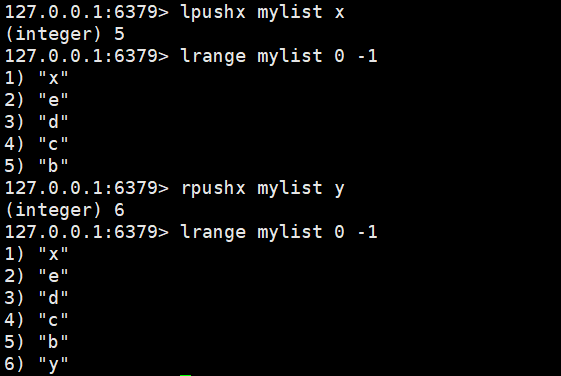 127.0.0.1:6379> lpushx mylist x
(integer) 5
127.0.0.1:6379> lrange mylist 0 -1
1) "x"
2) "e"
3) "d"
4) "c"
5) "b"
127.0.0.1:6379> rpushx mylist y
(integer) 6
127.0.0.1:6379> lrange mylist 0 -1
1) "x"
2) "e"
3) "d"
4) "c"
5) "b"
6) "y"